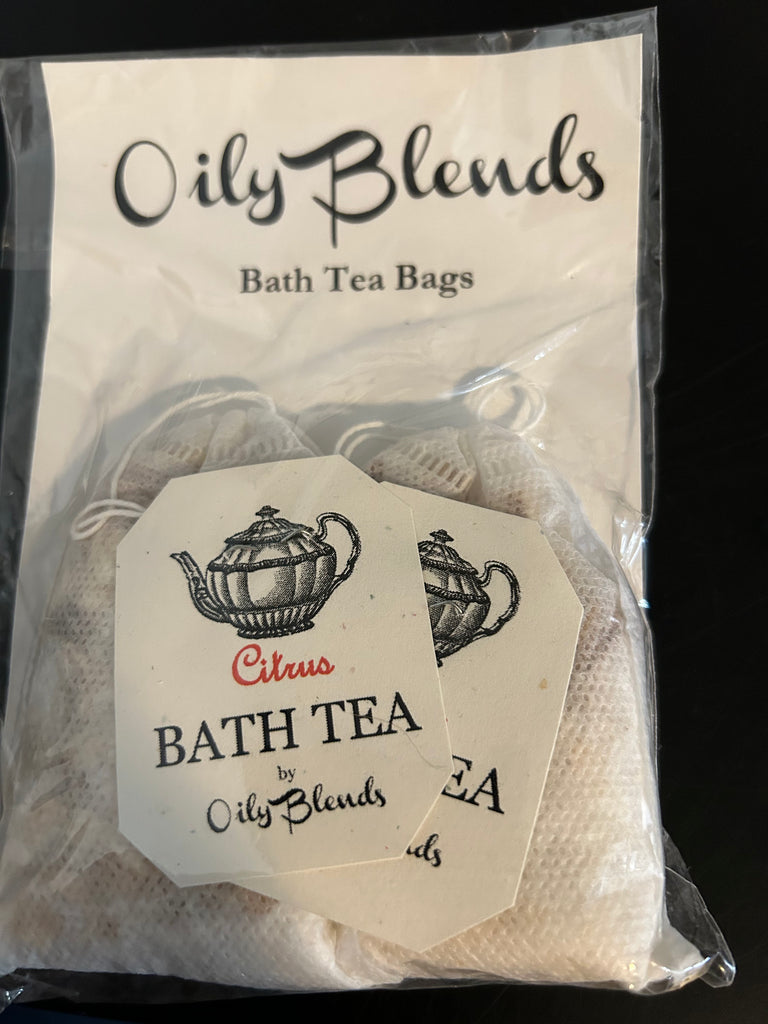 Oily Blends
Bath Tea Bags
Citrus
BATH TEA
by
Oily Blends
EA
ds